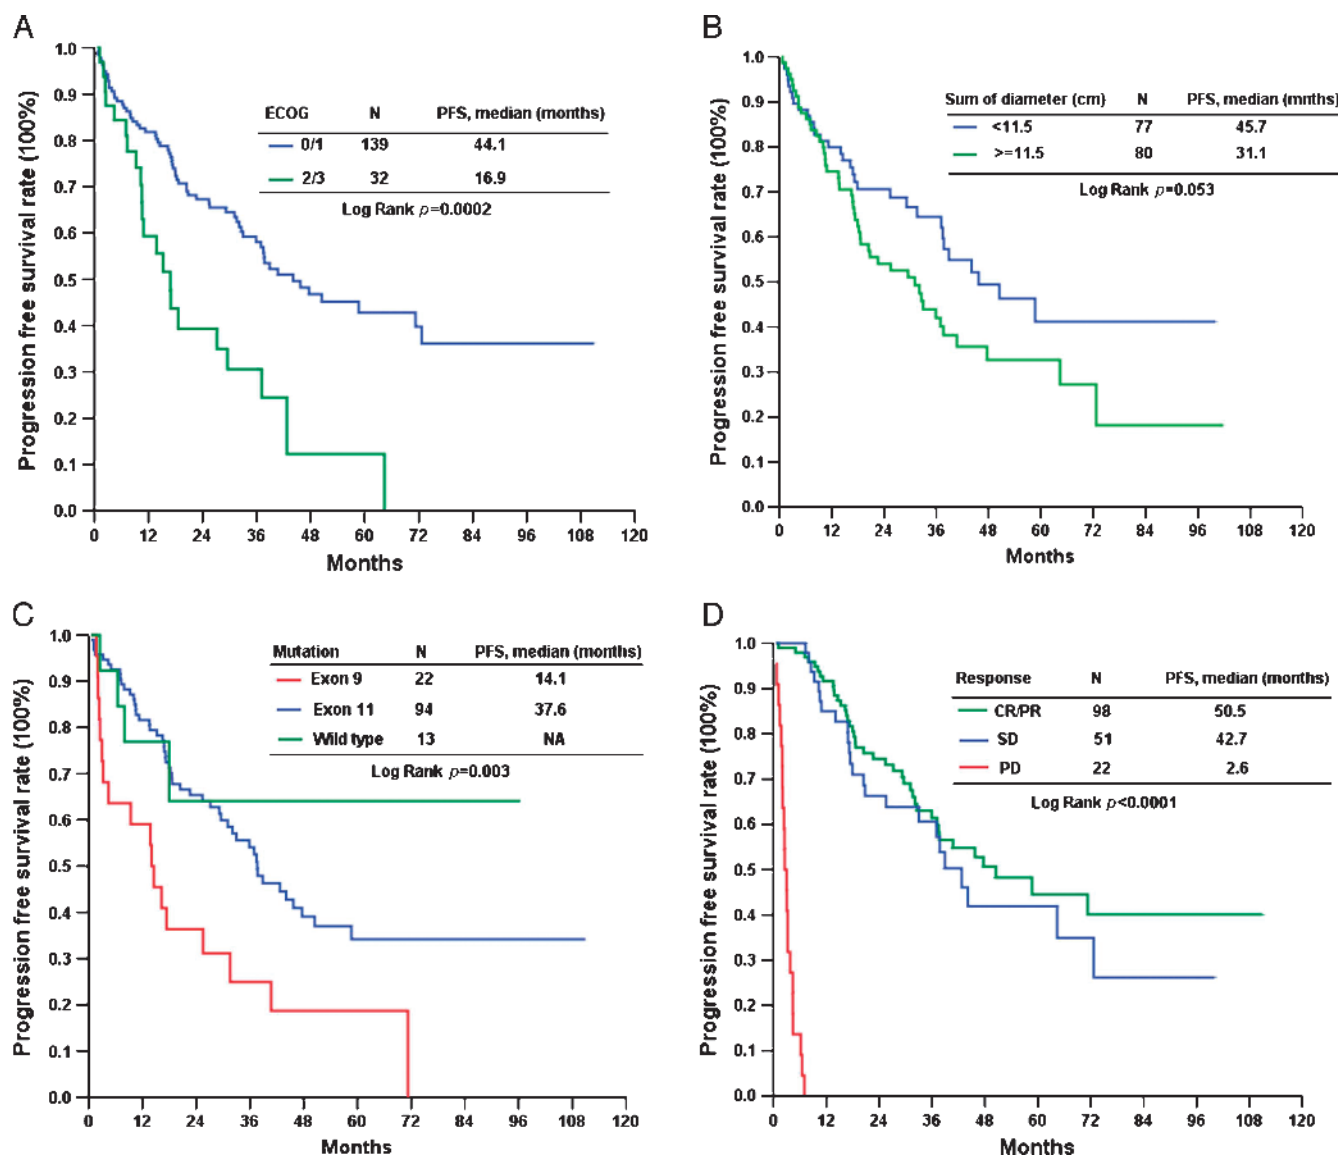 A
Progression free survival rate (100%)
1.0
0.9
0.8
0.7
0.6
0.5
0.4
0.3
0.2
0.1
0.0
ECOG N PFS, median (months)
0/1 139 44.1
2/3 32 16.9
Log Rank p=0.0002
0 12 24 36 48 60 72 84 96 108 120
Months
B
Progression free survival rate (100%)
1.0
0.9
0.8
0.7
0.6
0.5
0.4
0.3
0.2
0.1
0.0
Sum of diameter (cm) N PFS, median (mnths)
<11.5 77 45.7
>=11.5 80 31.1
Log Rank p=0.053
0 12 24 36 48 60 72 84 96 108 120
Months
C
Progression free survival rate (100%)
1.0
0.9
0.8
0.7
0.6
0.5
0.4
0.3
0.2
0.1
0.0
Mutation N PFS, median (months)
Exon 9 22 14.1
Exon 11 94 37.6
Wild type 13 NA
Log Rank p=0.003
0 12 24 36 48 60 72 84 96 108 120
Months
D
Progression free survival rate (100%)
1.0
0.9
0.8
0.7
0.6
0.5
0.4
0.3
0.2
0.1
0.0
Response N PFS, median (months)
CR/PR 98 50.5
SD 51 42.7
PD 22 2.6
Log Rank p<0.0001
0 12 24 36 48 60 72 84 96 108 120
Months